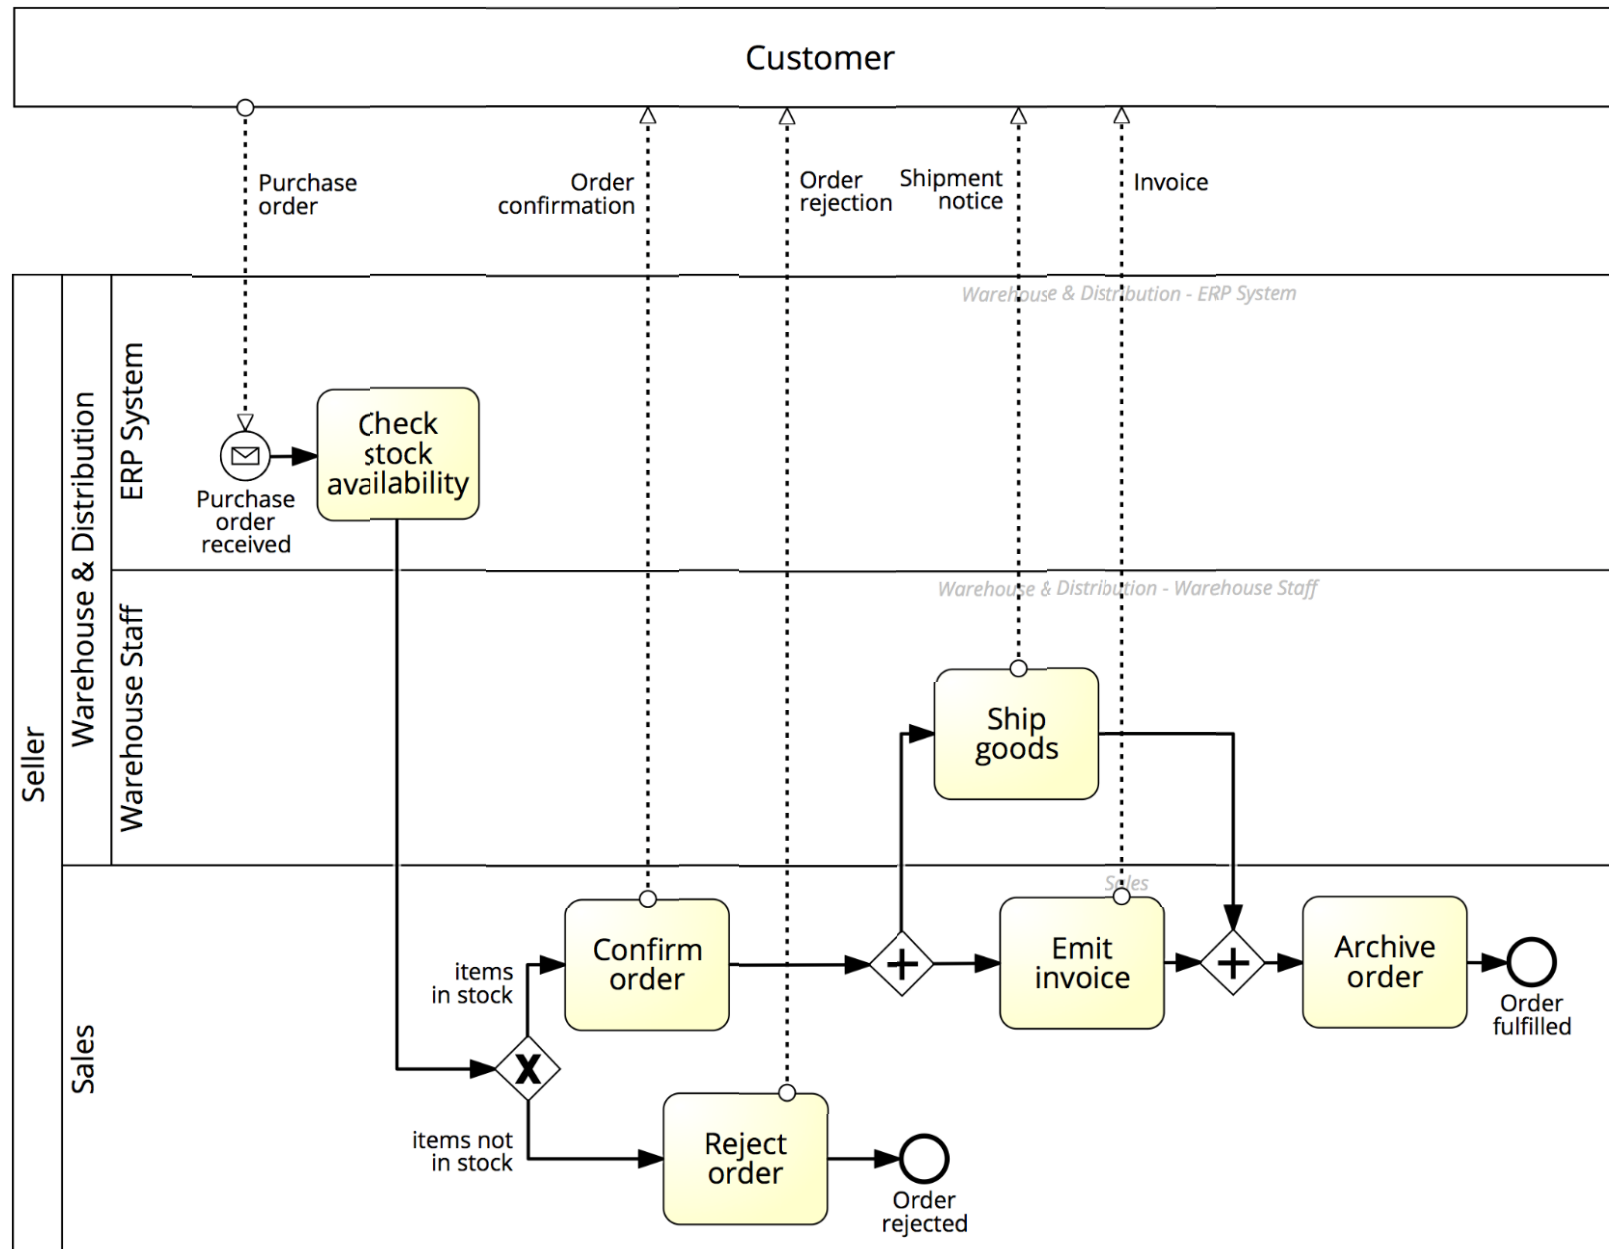 Customer
Purchase
order
Order
confirmation
Order
rejection
Shipment
notice
Invoice
Seller
Warehouse & Distribution
ERP System
Warehouse & Distribution - ERP System
Check
stock
availability
Purchase
order
received
Warehouse Staff
Warehouse & Distribution - Warehouse Staff
Ship
goods
Sales
Sales
items
in stock
Confirm
order
Emit
invoice
Archive
order
Order
fulfilled
X
items not
in stock
Reject
order
Order
rejected